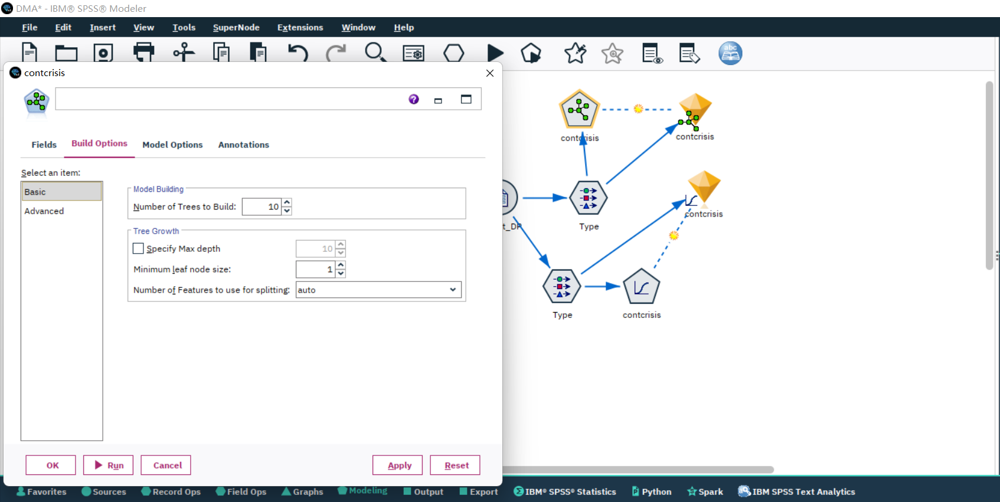 DMA* - IBM® SPSS® Modeler
File Edit Insert View Tools SuperNode Extensions Window Help
abc
contcrisis
?
Fields Build Options Model Options Annotations
Select an item:
Basic
Advanced
Model Building
Number of Trees to Build: 10
Tree Growth
Specify Max depth 10
Minimum leaf node size: 1
Number of Features to use for splitting: auto
OK Run Cancel Apply Reset
contcrisis
contcrisis
t_DP
Type
contcrisis
Type
contcrisis
Favorites Sources Record Ops Field Ops Graphs Modeling Output Export IBM® SPSS® Statistics Python Spark IBM SPSS Text Analytics